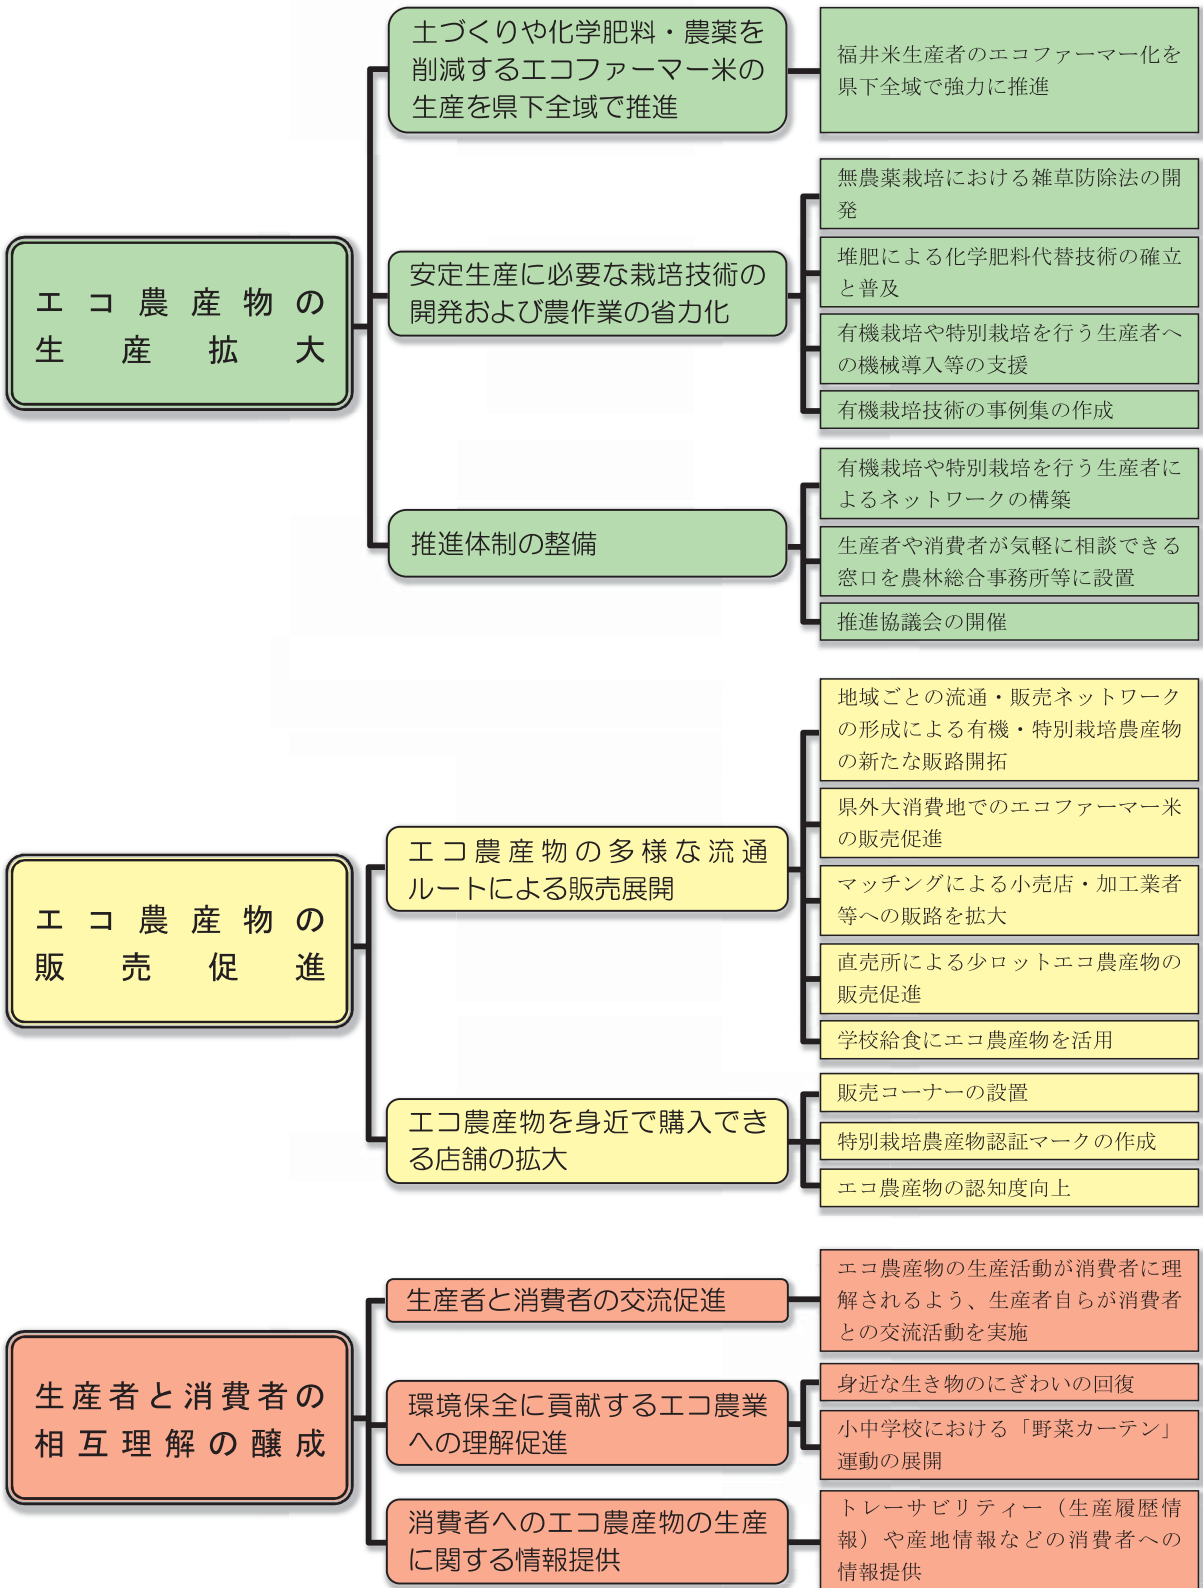 エコ農産物の
生産拡大
土づくりや化学肥料・農薬を
削減するエコファーマー米の
生産を県下全域で推進
福井米生産者のエコファーマー化を
県下全域で強力に推進
安定生産に必要な栽培技術の
開発および農作業の省力化
無農薬栽培における雑草防除法の開
発
堆肥による化学肥料代替技術の確立
と普及
有機栽培や特別栽培を行う生産者へ
の機械導入等の支援
有機栽培技術の事例集の作成
推進体制の整備
有機栽培や特別栽培を行う生産者に
よるネットワークの構築
生産者や消費者が気軽に相談できる
窓口を農林総合事務所等に設置
推進協議会の開催
エコ農産物の
販売促進
エコ農産物の多様な流通
ルートによる販売展開
地域ごとの流通・販売ネットワーク
の形成による有機・特別栽培農産物
の新たな販路開拓
県外大消費地でのエコファーマー米
の販売促進
マッチングによる小売店・加工業者
等への販路を拡大
直売所による少ロットエコ農産物の
販売促進
学校給食にエコ農産物を活用
エコ農産物を身近で購入でき
る店舗の拡大
販売コーナーの設置
特別栽培農産物認証マークの作成
エコ農産物の認知度向上
生産者と消費者の
相互理解の醸成
生産者と消費者の交流促進
エコ農産物の生産活動が消費者に理
解されるよう、生産者自らが消費者
との交流活動を実施
環境保全に貢献するエコ農業
への理解促進
身近な生き物のにぎわいの回復
小中学校における「野菜カーテン」
運動の展開
消費者へのエコ農産物の生産
に関する情報提供
トレーサビリティー（生産履歴情
報）や産地情報などの消費者への
情報提供